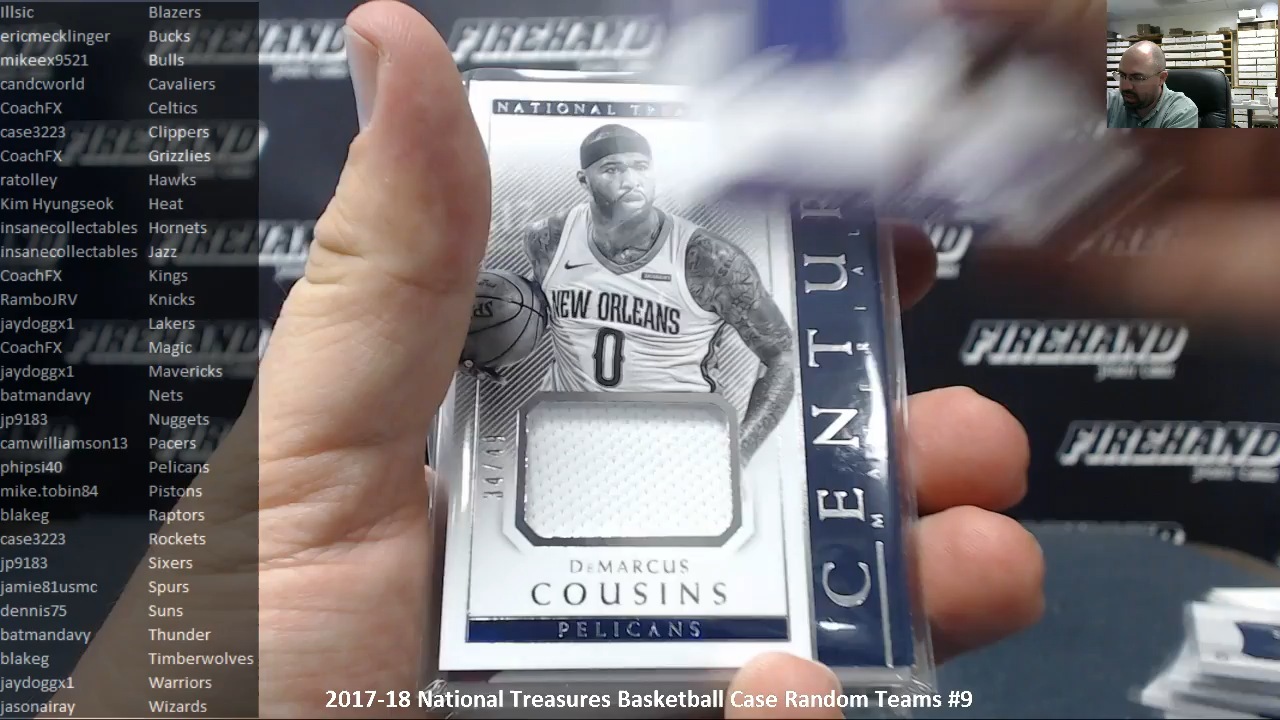 Illsic Blazers
ericmecklinger Bucks
mikeex9521 Bulls
candcworld Cavaliers
CoachFX Celtics
case3223 Clippers
CoachFX Grizzlies
ratolley Hawks
Kim Hyungseok Heat
insanecollectables Hornets
insanecollectables Jazz
CoachFX Kings
RamboJRV Knicks
jaydoggx1 Lakers
CoachFX Magic
jaydoggx1 Mavericks
batmandavy Nets
jp9183 Nuggets
camwilliamson13 Pacers
phipsi40 Pelicans
mike.tobin84 Pistons
blakeg Raptors
case3223 Rockets
jp9183 Sixers
jamie81usmc Spurs
dennis75 Suns
batmandavy Thunder
blakeg Timberwolves
jaydoggx1 Warriors
jasonairay Wizards
FIREHAND
FIREHAND
FIREHAND
FIREHAND
NATIONAL
NEW ORLEANS
0
DeMARCUS
COUSINS
PELICANS
2017-18 National Treasures Basketball Case Random Teams #9